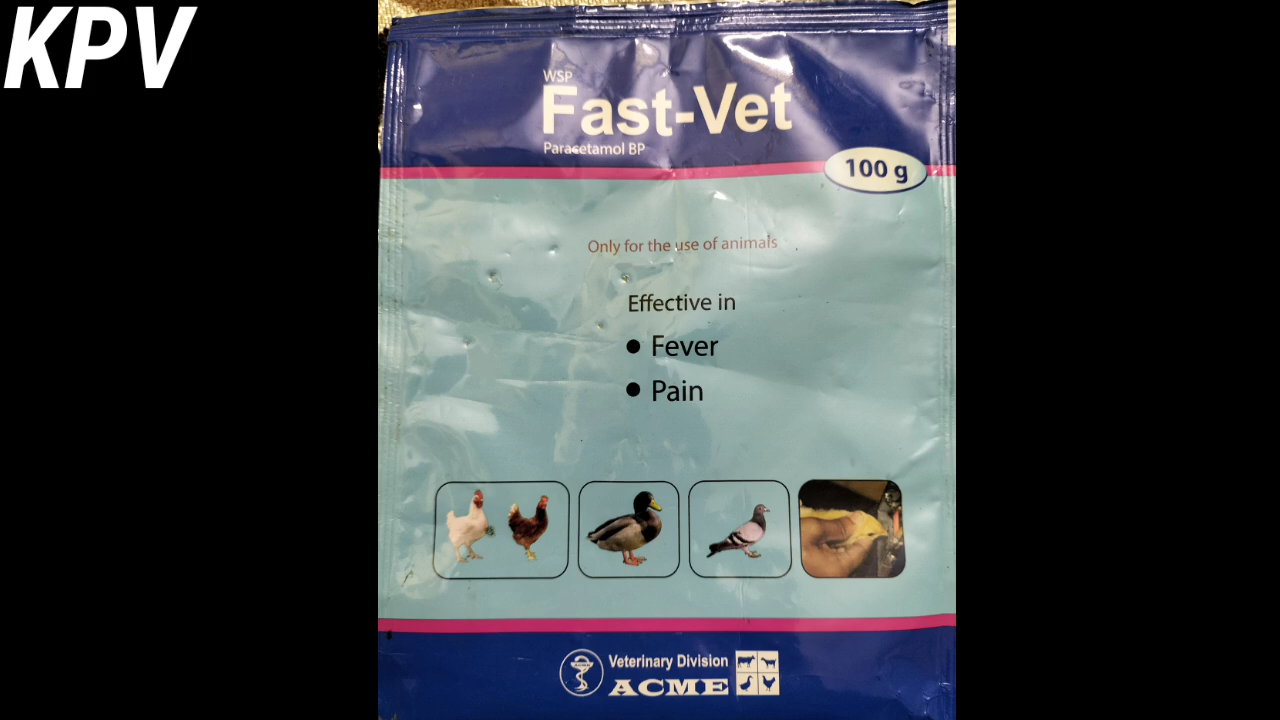 KPV
WSP
Fast-Vet
Paracetamol BP
100 g
Only for the use of animals
Effective in
• Fever
• Pain
Veterinary Division
ACME